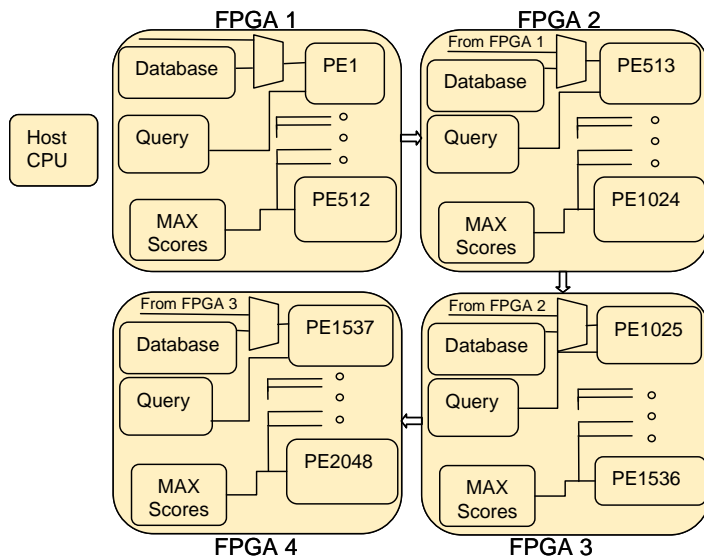 FPGA 1
Database
PE1
Query
PE512
MAX
Scores
FPGA 2
From FPGA 1
Database
PE513
Query
PE1024
MAX
Scores
Host
CPU
From FPGA 3
Database
PE1537
Query
PE2048
MAX
Scores
FPGA 4
From FPGA 2
Database
PE1025
Query
PE1536
MAX
Scores
FPGA 3